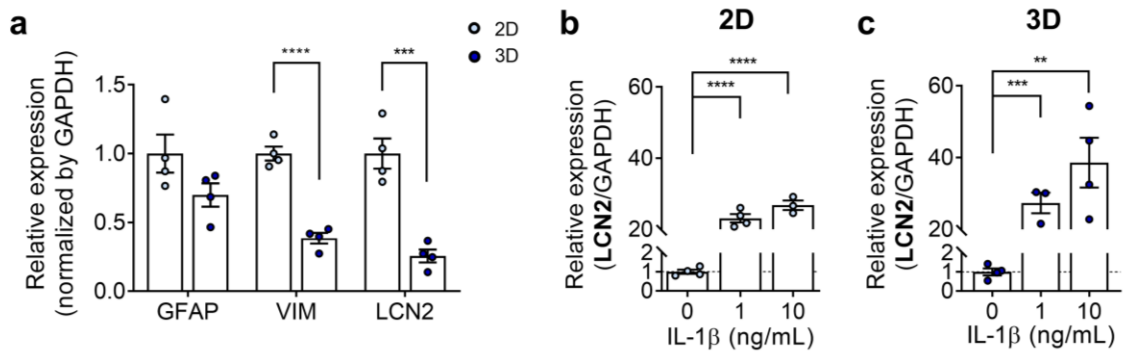 a
2D
3D
Relative expression
(normalized by GAPDH)
1.5
1.0
0.5
0.0
****
***
GFAP
VIM
LCN2
b
2D
Relative expression
(LCN2/GAPDH)
60
40
20
2
1
0
****
****
0
1
10
IL-1β (ng/mL)
c
3D
Relative expression
(LCN2/GAPDH)
60
40
20
2
1
0
**
***
0
1
10
IL-1β (ng/mL)